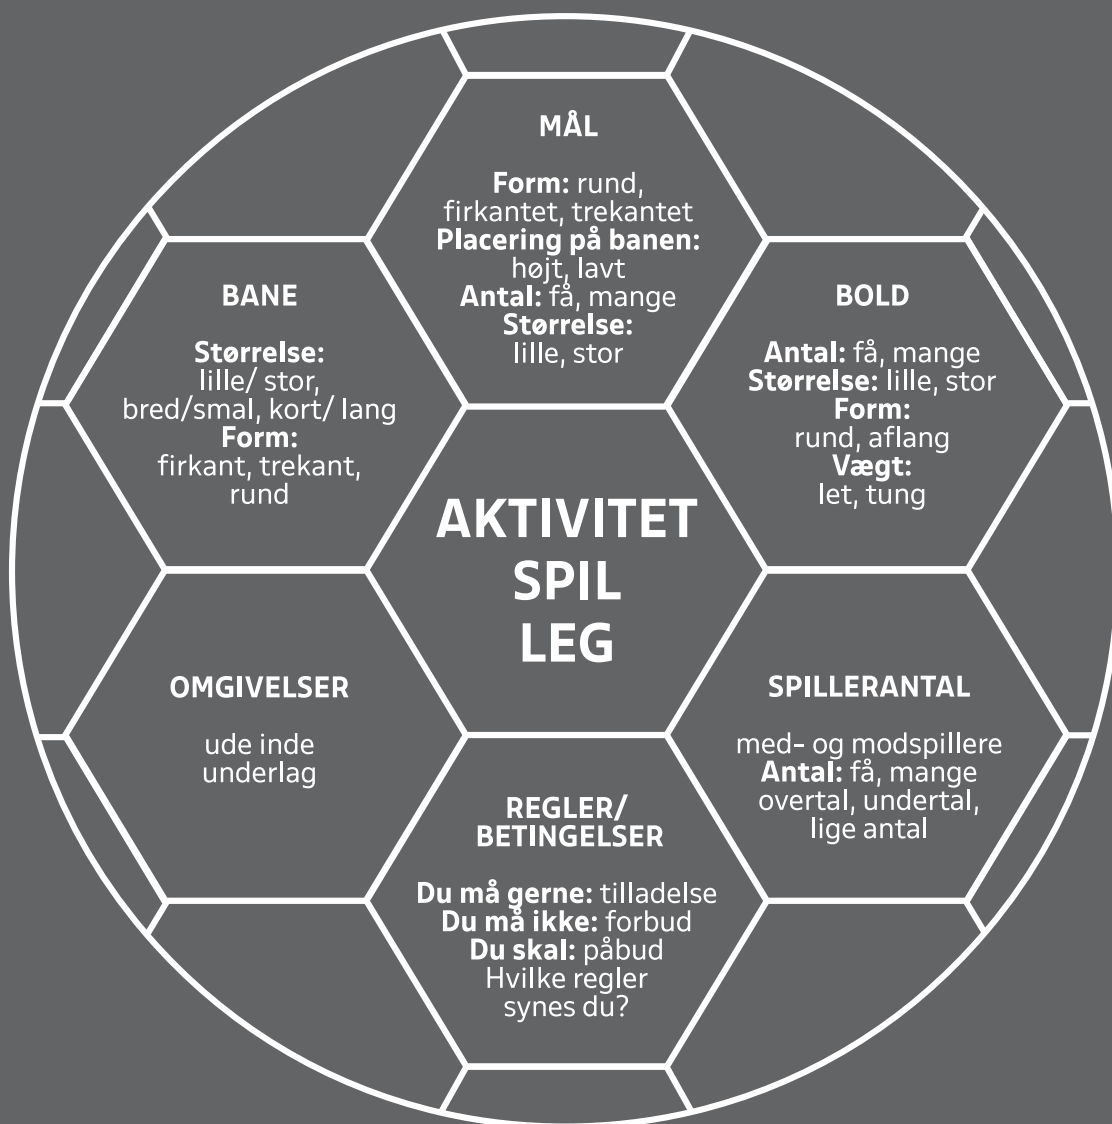 MÅL
Form: rund,
firkantet, trekantet
Placering på banen:
højt, lavt
Antal: få, mange
Størrelse:
lille, stor
BANE
Størrelse:
lille/ stor,
bred/smal, kort/ lang
Form:
firkant, trekant,
rund
BOLD
Antal: få, mange
Størrelse: lille, stor
Form:
rund, aflang
Vægt:
let, tung
AKTIVITET
SPIL
LEG
OMGIVELSER
ude inde
underlag
SPILLERANTAL
med- og modspillere
Antal: få, mange
overtal, undertal,
lige antal
REGLER/
BETINGELSER
Du må gerne: tilladelse
Du må ikke: forbud
Du skal: påbud
Hvilke regler
synes du?